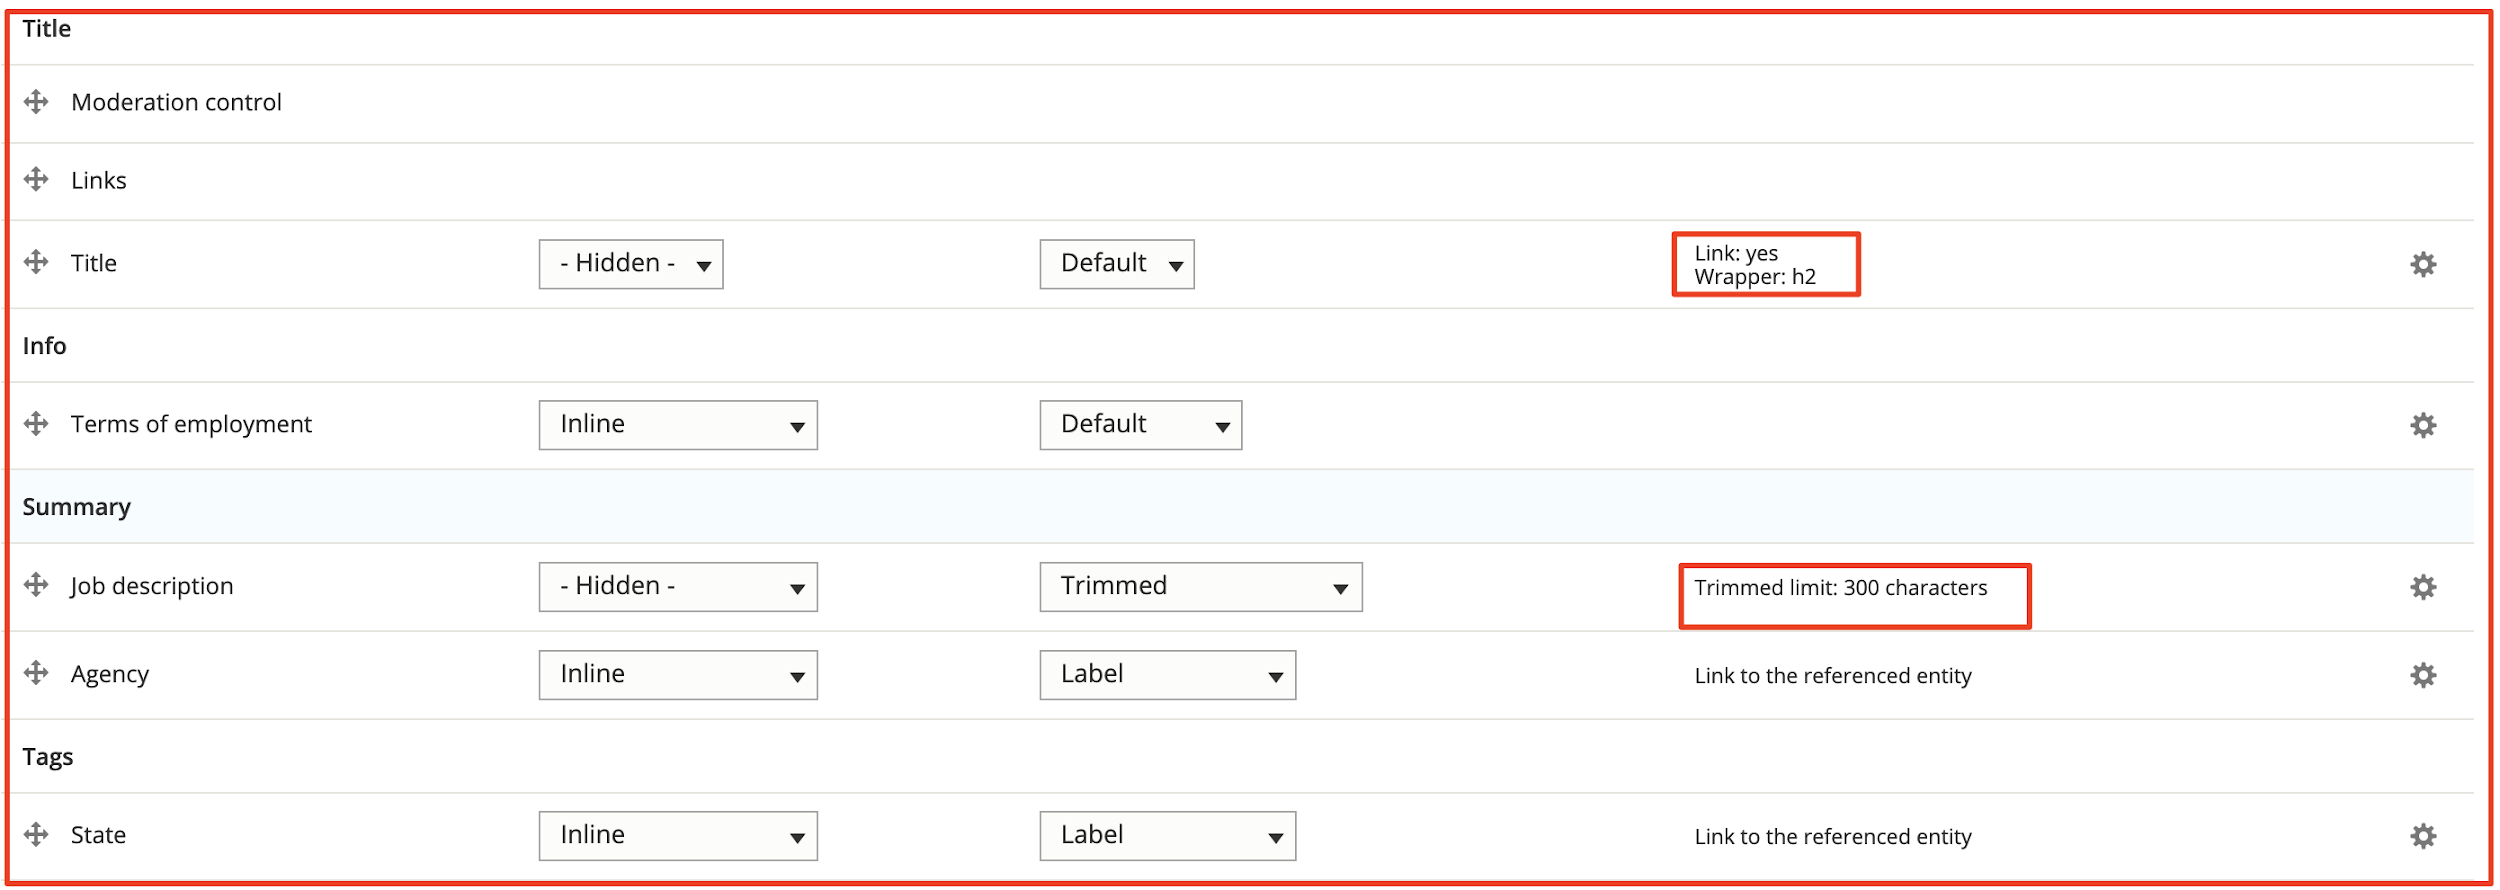 Title
Moderation control
Links
Title - Hidden - Default Link: yes
Wrapper: h2
Info
Terms of employment Inline Default
Summary
Job description - Hidden - Trimmed Trimmed limit: 300 characters
Agency Inline Label Link to the referenced entity
Tags
State Inline Label Link to the referenced entity